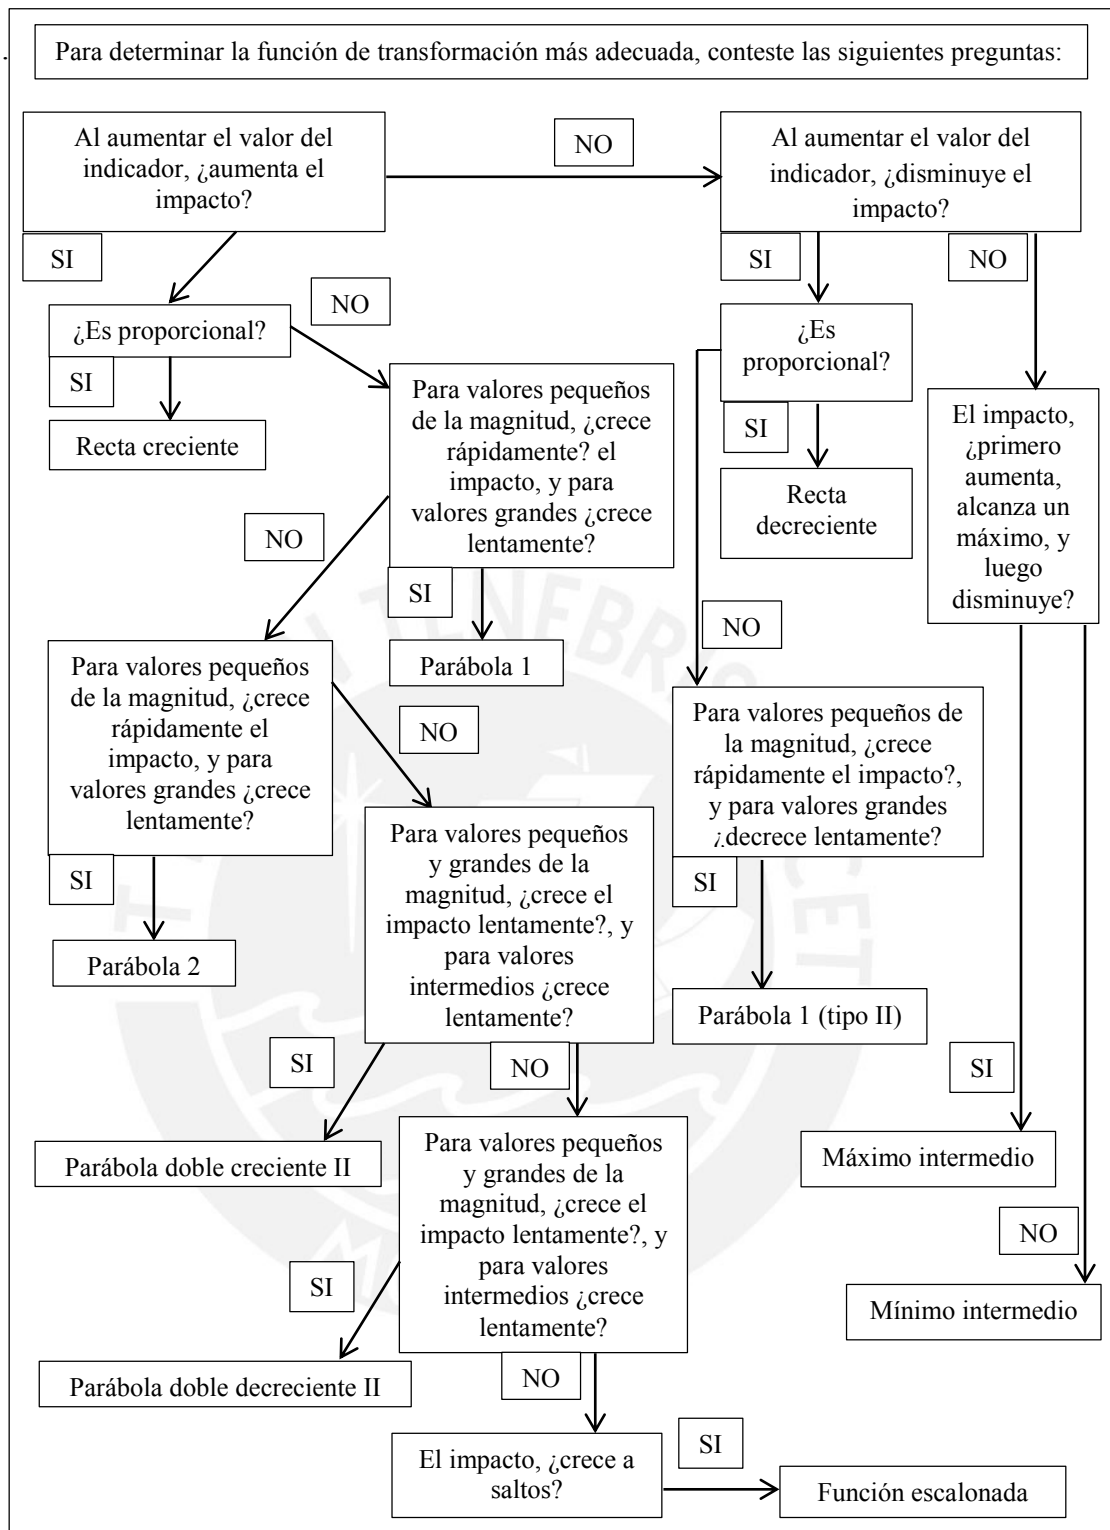 Para determinar la función de transformación más adecuada, conteste las siguientes preguntas:
Al aumentar el valor del
indicador, ¿aumenta el
impacto?
NO
Al aumentar el valor del
indicador, ¿disminuye el
impacto?
SI
SI
NO
¿Es proporcional?
NO
¿Es
proporcional?
SI
Recta creciente
Para valores pequeños
de la magnitud, ¿crece
rápidamente? el
impacto, y para
valores grandes ¿crece
lentamente?
SI
Recta
decreciente
El impacto,
¿primero
aumenta,
alcanza un
máximo, y
luego
disminuye?
NO
SI
NO
Parábola 1
Para valores pequeños
de la magnitud, ¿crece
rápidamente el
impacto, y para
valores grandes ¿crece
lentamente?
NO
Para valores pequeños de
la magnitud, ¿crece
rápidamente el impacto?,
y para valores grandes
¿decrece lentamente?
SI
Parábola 2
Para valores pequeños
y grandes de la
magnitud, ¿crece el
impacto lentamente?, y
para valores
intermedios ¿crece
lentamente?
SI
Parábola 1 (tipo II)
SI
NO
SI
Parábola doble creciente II
Para valores pequeños
y grandes de la
magnitud, ¿crece el
impacto lentamente?, y
para valores
intermedios ¿crece
lentamente?
Máximo intermedio
NO
SI
Mínimo intermedio
Parábola doble decreciente II
NO
El impacto, ¿crece a
saltos?
SI
Función escalonada
ET
IN TENEBRIS
CET